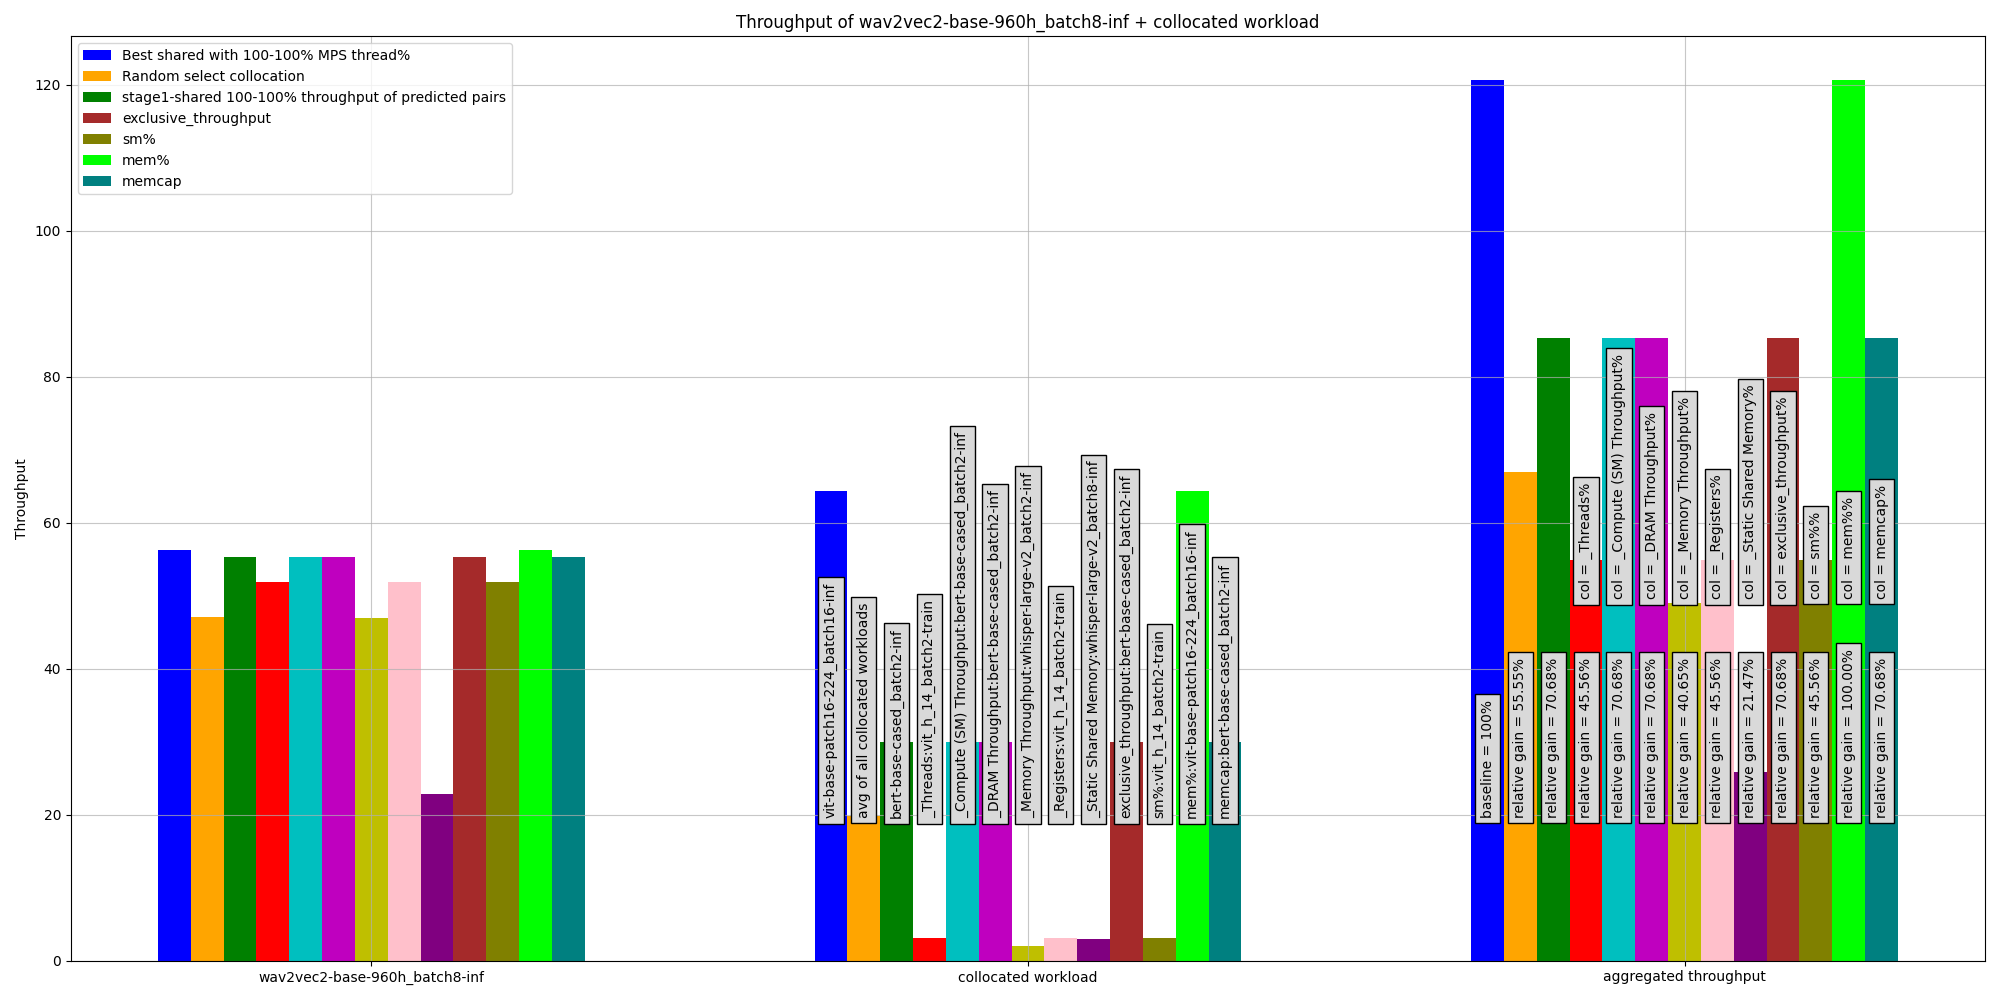 Throughput of wav2vec2-base-960h_batch8-inf + collocated workload
Best shared with 100-100% MPS thread%
Random select collocation
stage1-shared 100-100% throughput of predicted pairs
exclusive_throughput
sm%
mem%
memcap
Throughput
120
100
80
60
40
20
0
vit-base-patch16-224_batch16-inf
avg of all collocated workloads
bert-base-cased_batch2-inf
_Threads:vit_h_14_batch2-train
_Compute (SM) Throughput:bert-base-cased_batch2-inf
_DRAM Throughput:bert-base-cased_batch2-inf
_Memory Throughput:whisper-large-v2_batch2-inf
_Registers:vit_h_14_batch2-train
_Static Shared Memory:whisper-large-v2_batch8-inf
exclusive_throughput:bert-base-cased_batch2-inf
sm%:vit_h_14_batch2-train
mem%:vit-base-patch16-224_batch16-inf
memcap:bert-base-cased_batch2-inf
col = _Threads%
col = _Compute (SM) Throughput%
col = _DRAM Throughput%
col = _Memory Throughput%
col = _Registers%
col = _Static Shared Memory%
col = exclusive_throughput%
col = sm%%
col = mem%%
col = memcap%
baseline = 100%
relative gain = 55.55%
relative gain = 70.68%
relative gain = 45.56%
relative gain = 70.68%
relative gain = 70.68%
relative gain = 40.65%
relative gain = 45.56%
relative gain = 21.47%
relative gain = 70.68%
relative gain = 45.56%
relative gain = 100.00%
relative gain = 70.68%
wav2vec2-base-960h_batch8-inf
collocated workload
aggregated throughput